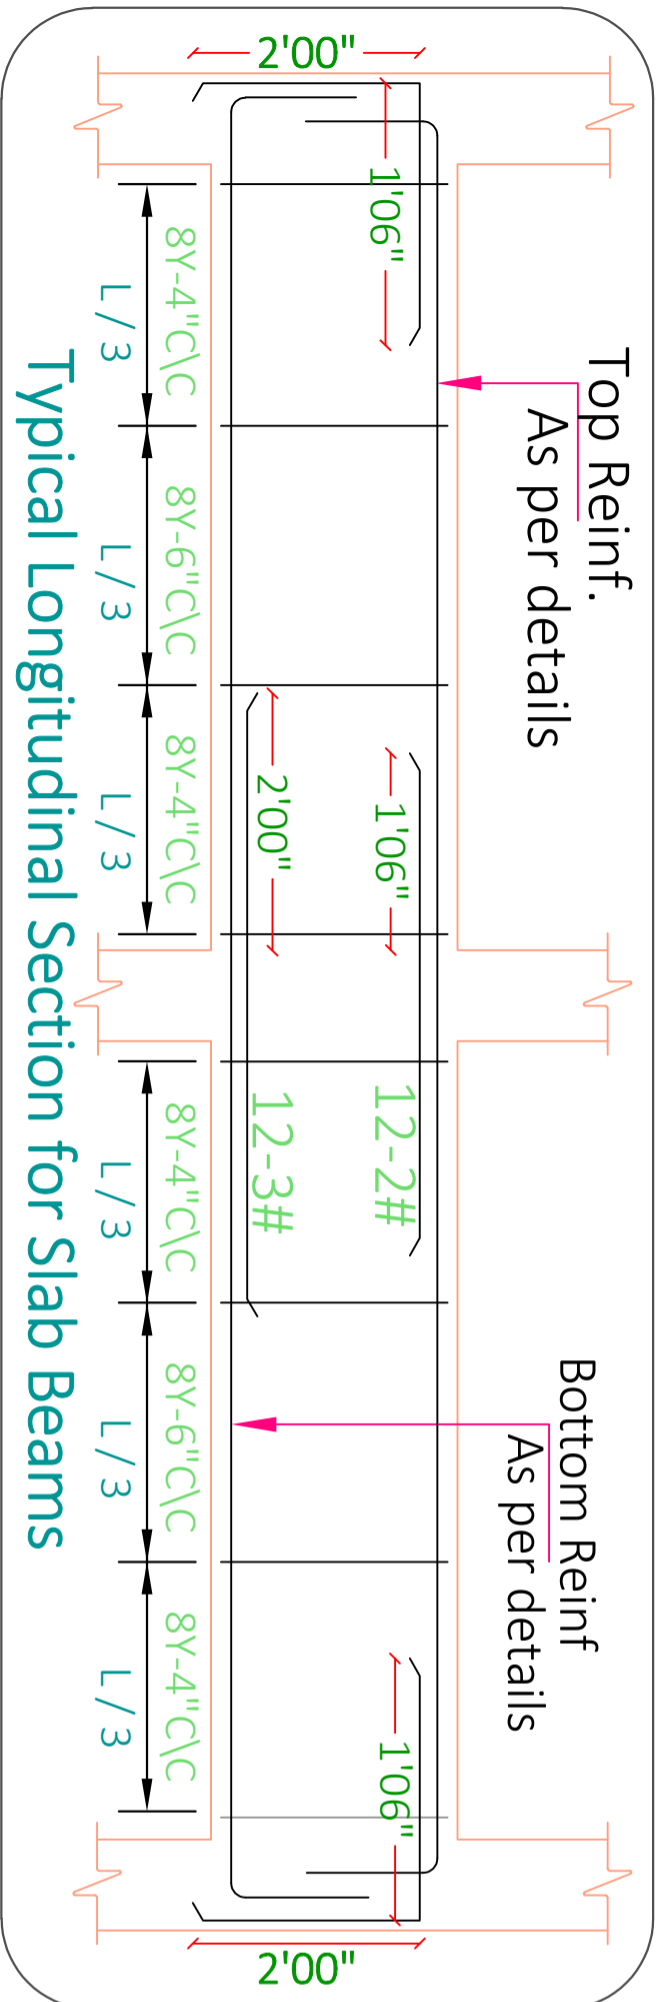 Top Reinf.
As per details
Bottom Reinf
As per details
2'00"
1'06"
1'06"
12-2#
1'06"
2'00"
2'00"
12-3#
8Y-4"C\C
8Y-6"C\C
8Y-4"C\C
8Y-4"C\C
8Y-6"C\C
8Y-4"C\C
L / 3
L / 3
L / 3
L / 3
L / 3
L / 3
Typical Longitudinal Section for Slab Beams